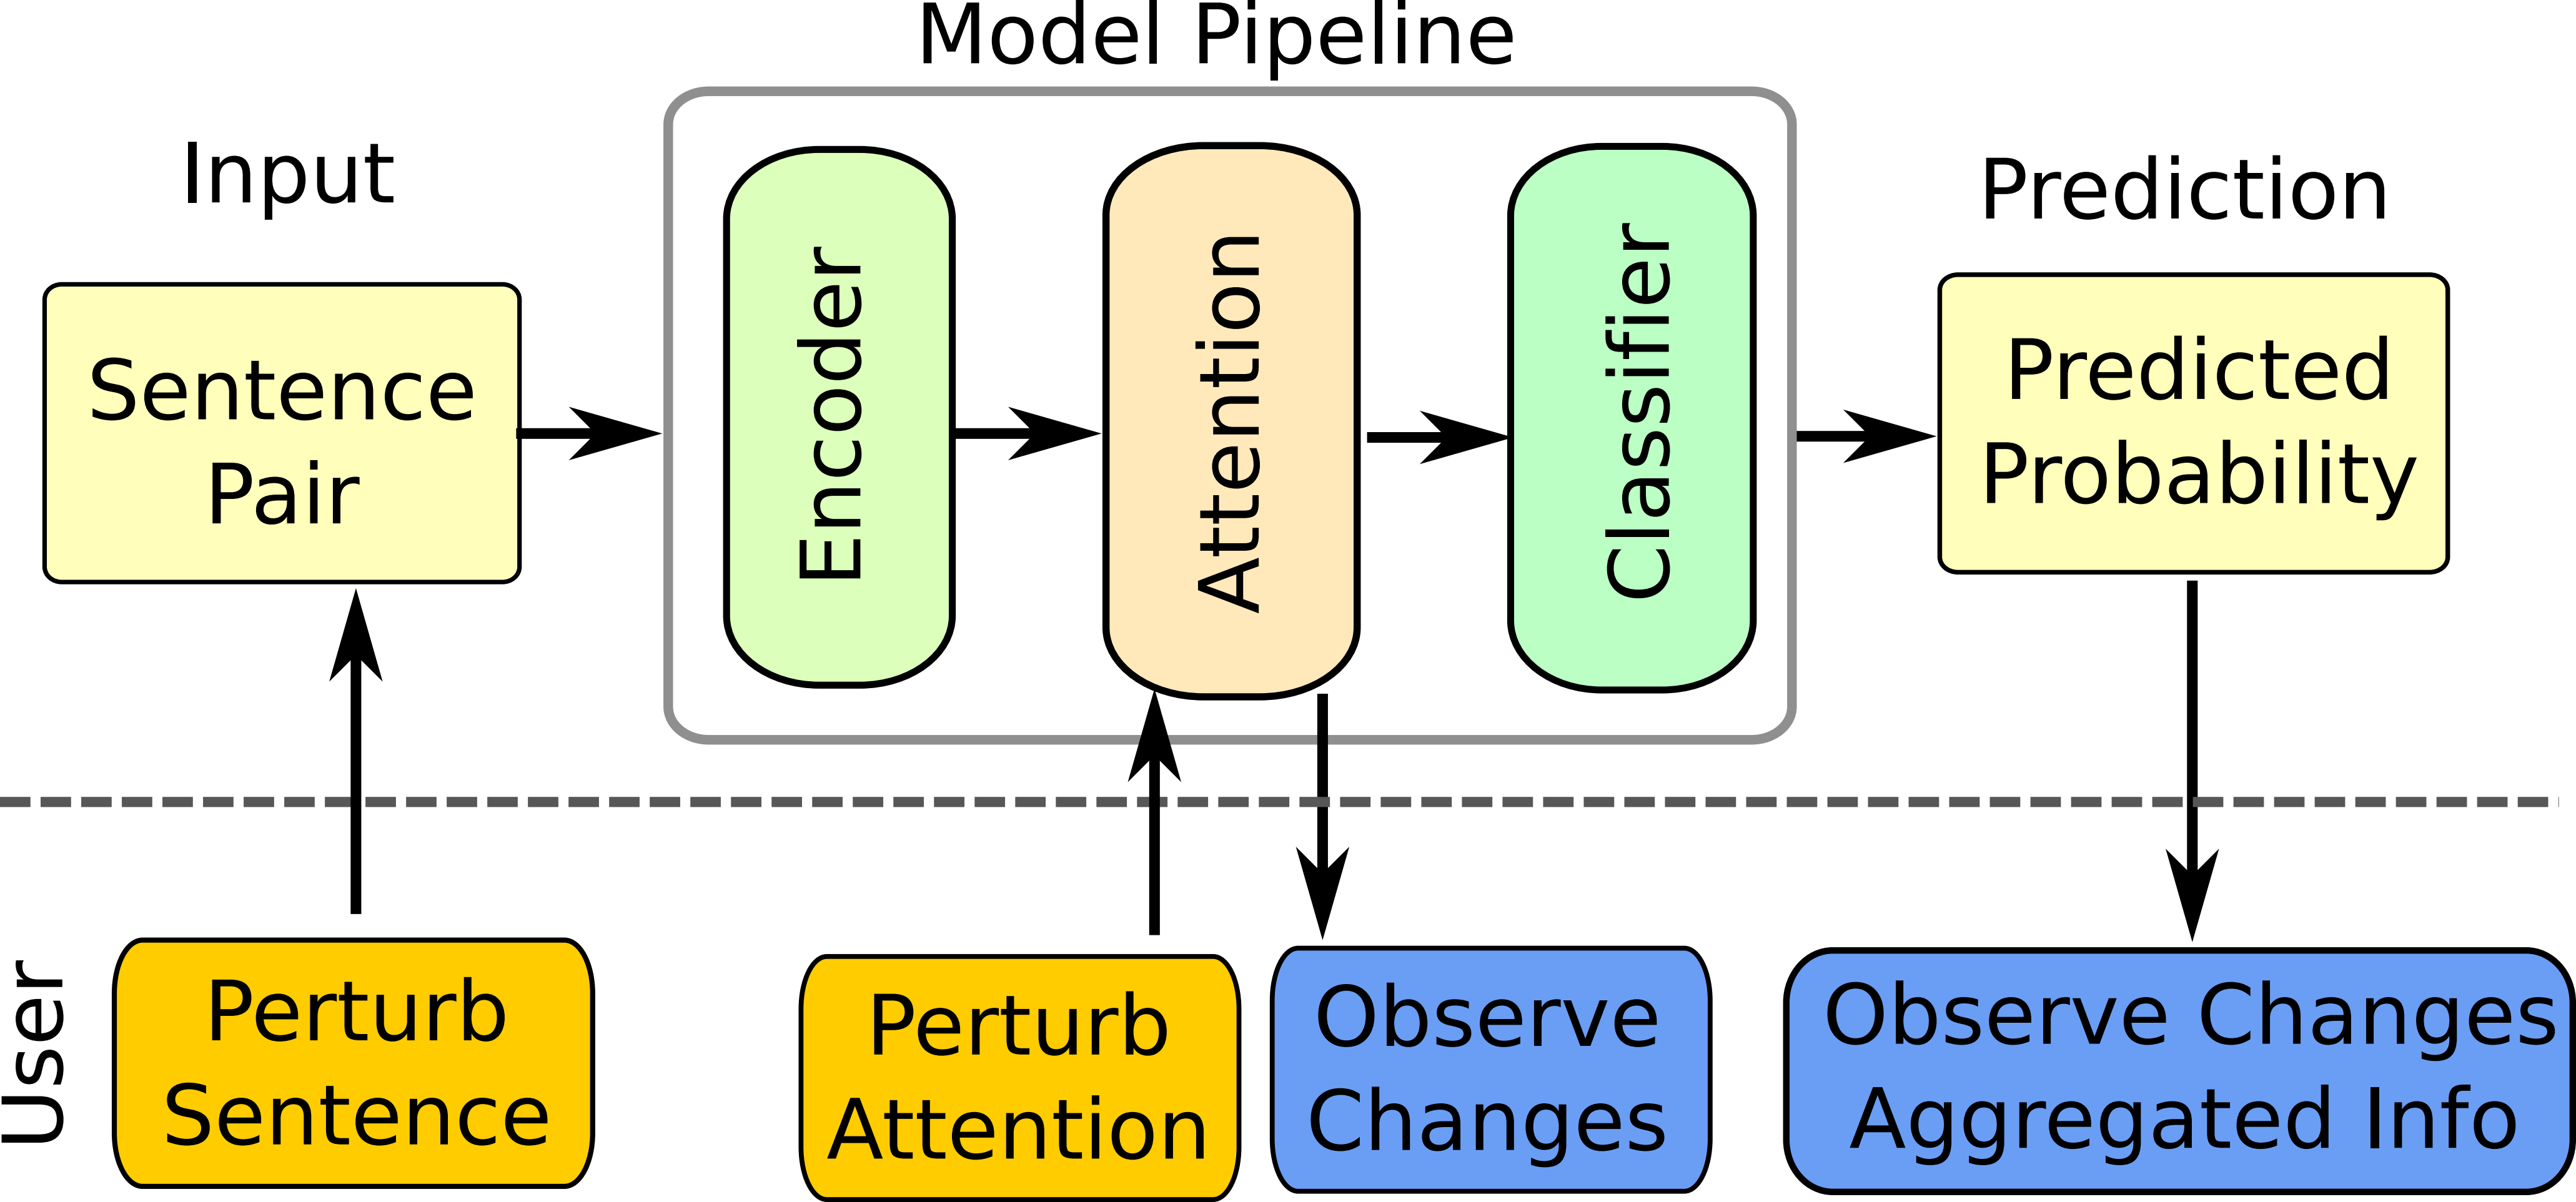 Model Pipeline
Input
Prediction
Sentence
Pair
Encoder
Attention
Classifier
Predicted
Probability
User
Perturb
Sentence
Perturb
Attention
Observe
Changes
Observe Changes
Aggregated Info